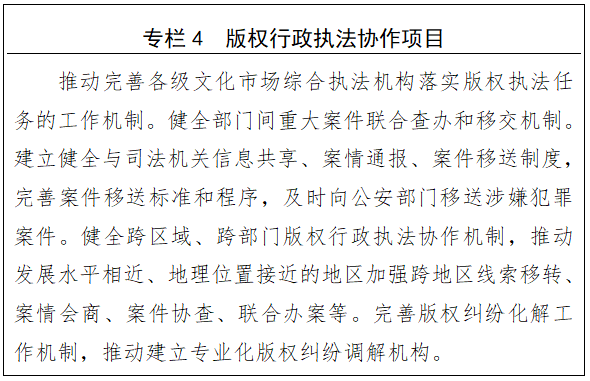 专栏 4　版权行政执法协作项目
推动完善各级文化市场综合执法机构落实版权执法任
务的工作机制。健全部门间重大案件联合查办和移交机制。
建立健全与司法机关信息共享、案情通报、案件移送制度，
完善案件移送标准和程序，及时向公安部门移送涉嫌犯罪
案件。健全跨区域、跨部门版权行政执法协作机制，推动
发展水平相近、地理位置接近的地区加强跨地区线索移转、
案情会商、案件协查、联合办案等。完善版权纠纷化解工
作机制，推动建立专业化版权纠纷调解机构。